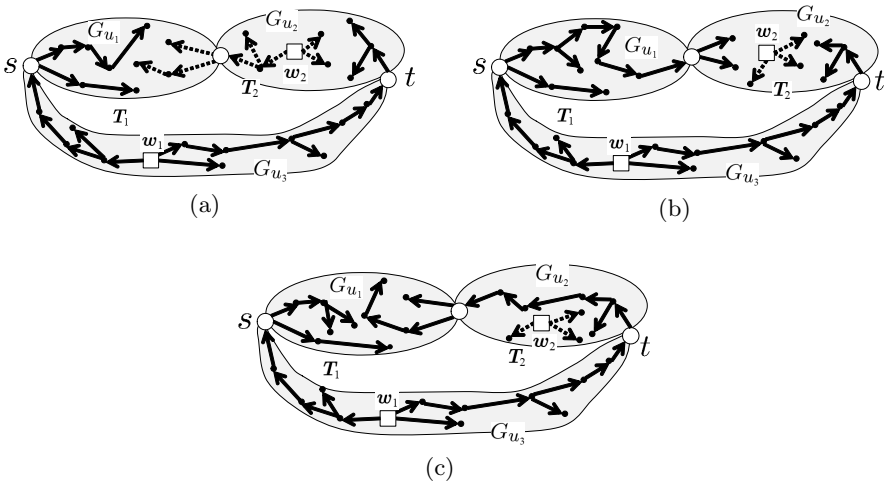 G_{u_1} G_{u_2}
s
w_2
t
T_1 T_2
w_1
G_{u_3}
(a)
G_{u_1} G_{u_2}
w_2
s
t
T_1 T_2
w_1
G_{u_3}
(b)
G_{u_1} G_{u_2}
s
w_2
t
T_1 T_2
w_1
G_{u_3}
(c)